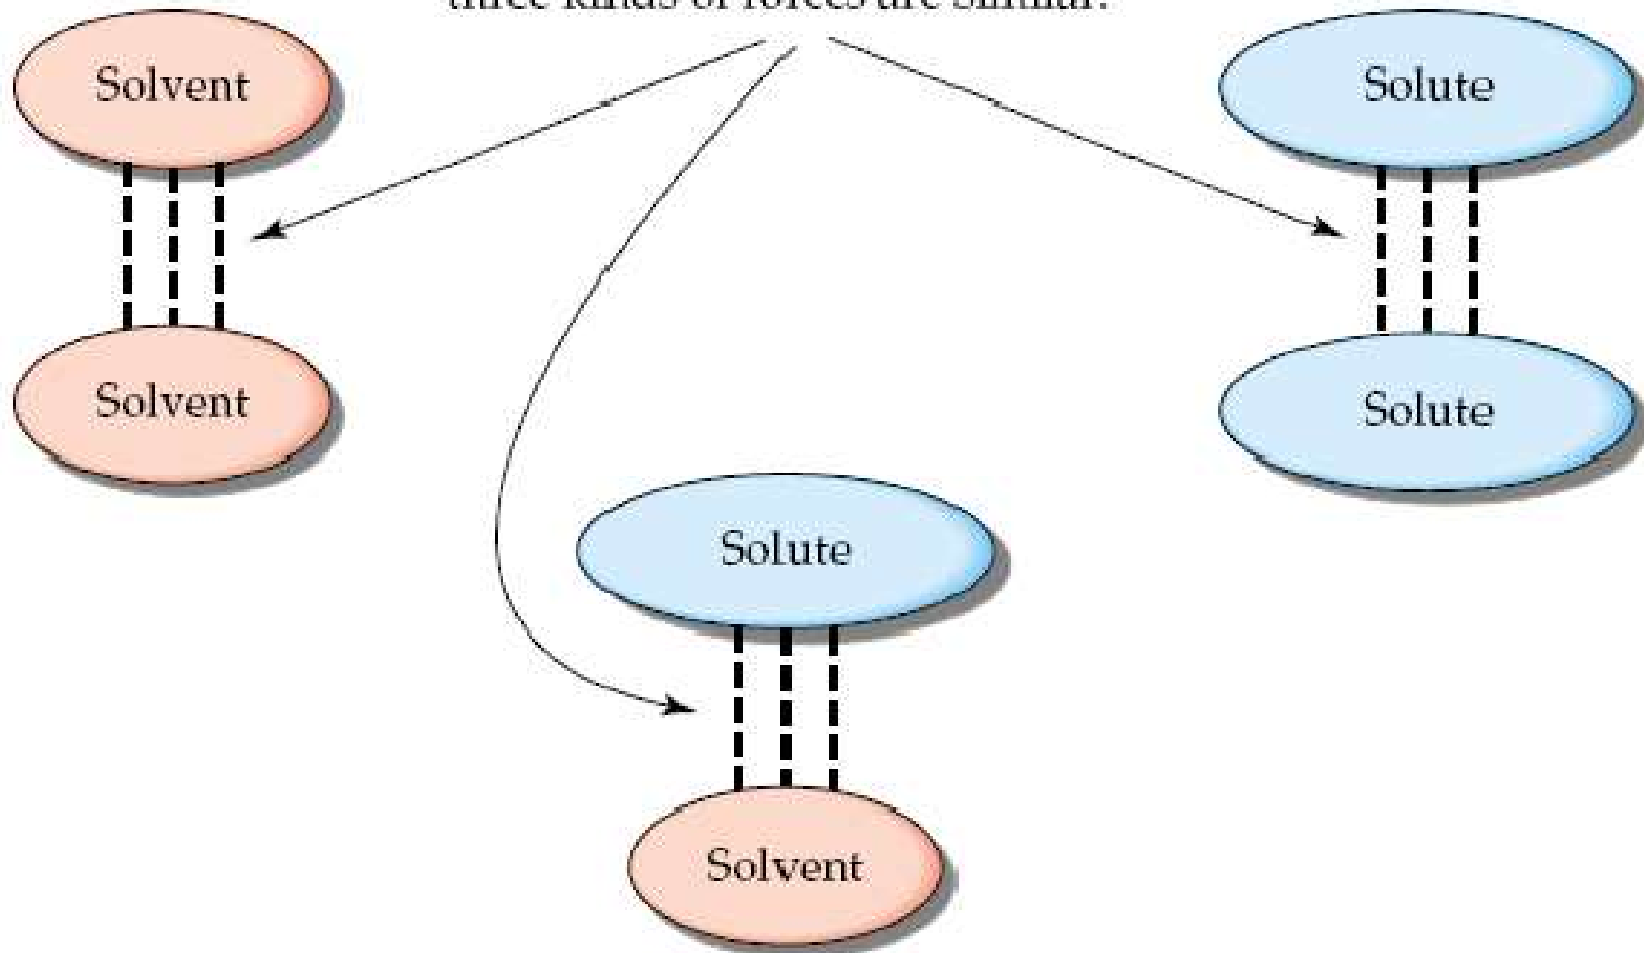 three kinds of forces are similar.
Solvent
Solute
Solvent
Solute
Solute
Solvent